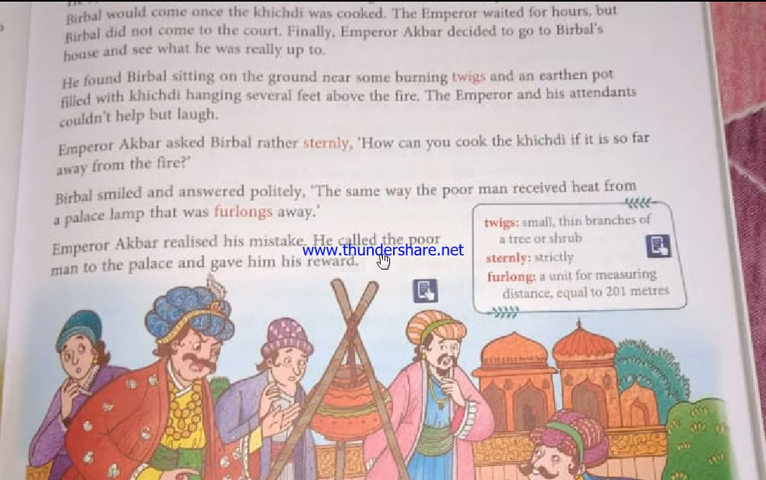 Birbal would come once the khichdi was cooked. The Emperor waited for hours, but
Birbal did not come to the court. Finally, Emperor Akbar decided to go to Birbal's
house and see what he was really up to.
He found Birbal sitting on the ground near some burning twigs and an earthen pot
filled with khichdi hanging several feet above the fire. The Emperor and his attendants
couldn't help but laugh.
Emperor Akbar asked Birbal rather sternly, 'How can you cook the khichdi if it is so far
away from the fire?'
Birbal smiled and answered politely, 'The same way the poor man received heat from
a palace lamp that was furlongs away.'
Emperor Akbar realised his mistake. He called the poor
man to the palace and gave him his reward.
www.thundershare.net
twigs: small, thin branches of
a tree or shrub
sternly: strictly
furlong: a unit for measuring
distance, equal to 201 metres